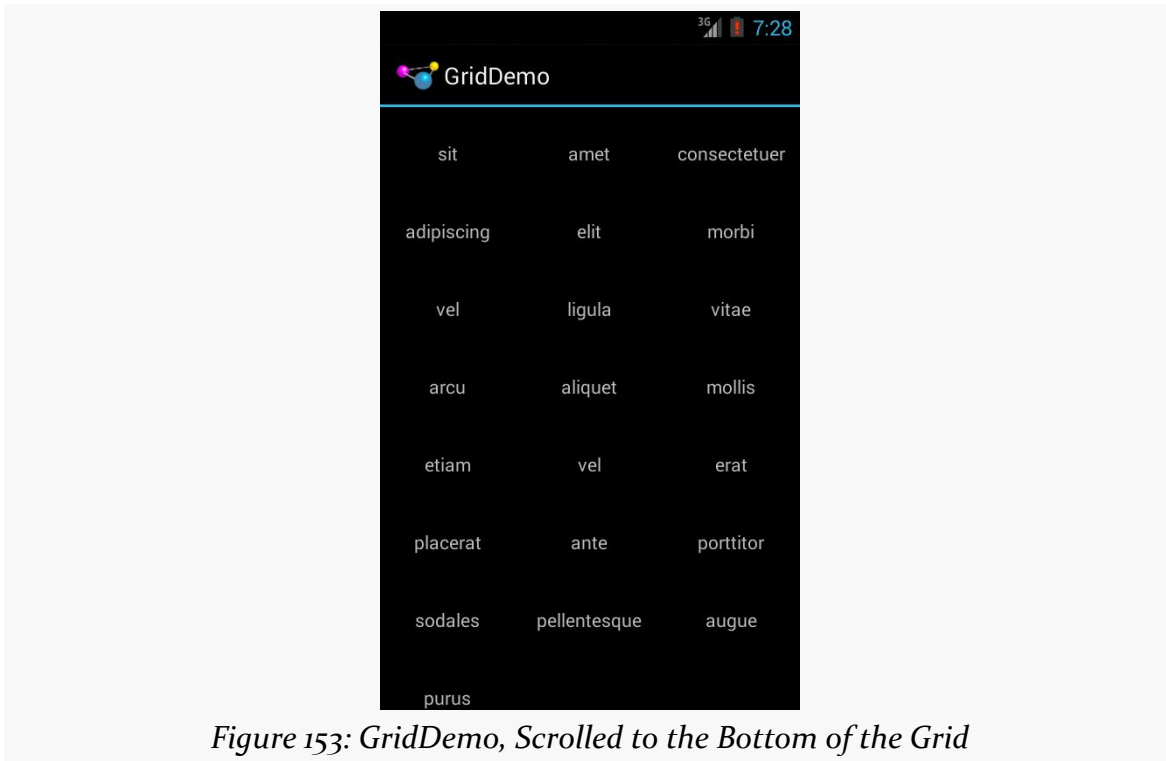 3G 7:28
GridDemo
sit amet consectetuer
adipiscing elit morbi
vel ligula vitae
arcu aliquet mollis
etiam vel erat
placerat ante porttitor
sodales pellentesque augue
purus
Figure 153: GridDemo, Scrolled to the Bottom of the Grid